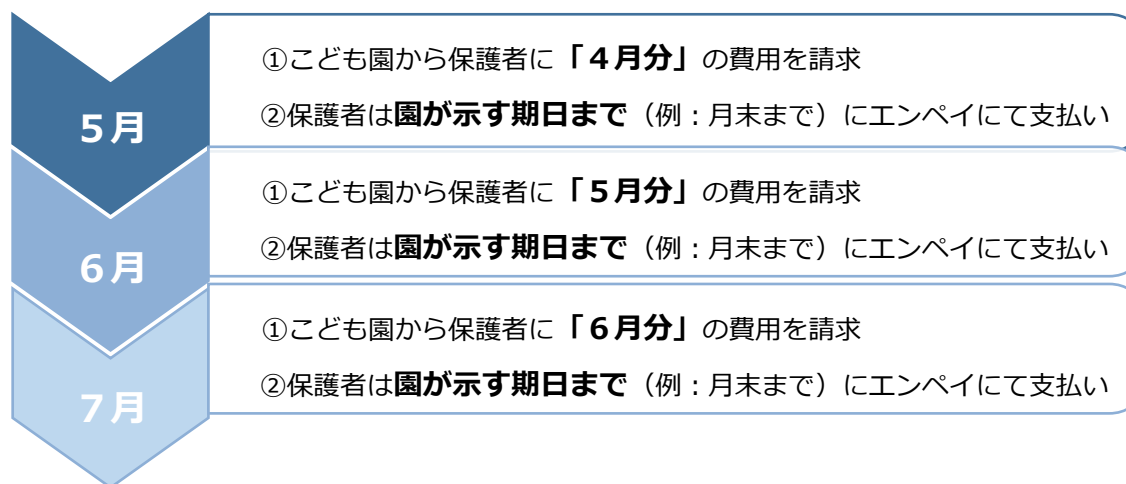 5月
①こども園から保護者に「４月分」の費用を請求
②保護者は園が示す期日まで（例：月末まで）にエンペイにて支払い
6月
①こども園から保護者に「５月分」の費用を請求
②保護者は園が示す期日まで（例：月末まで）にエンペイにて支払い
7月
①こども園から保護者に「６月分」の費用を請求
②保護者は園が示す期日まで（例：月末まで）にエンペイにて支払い